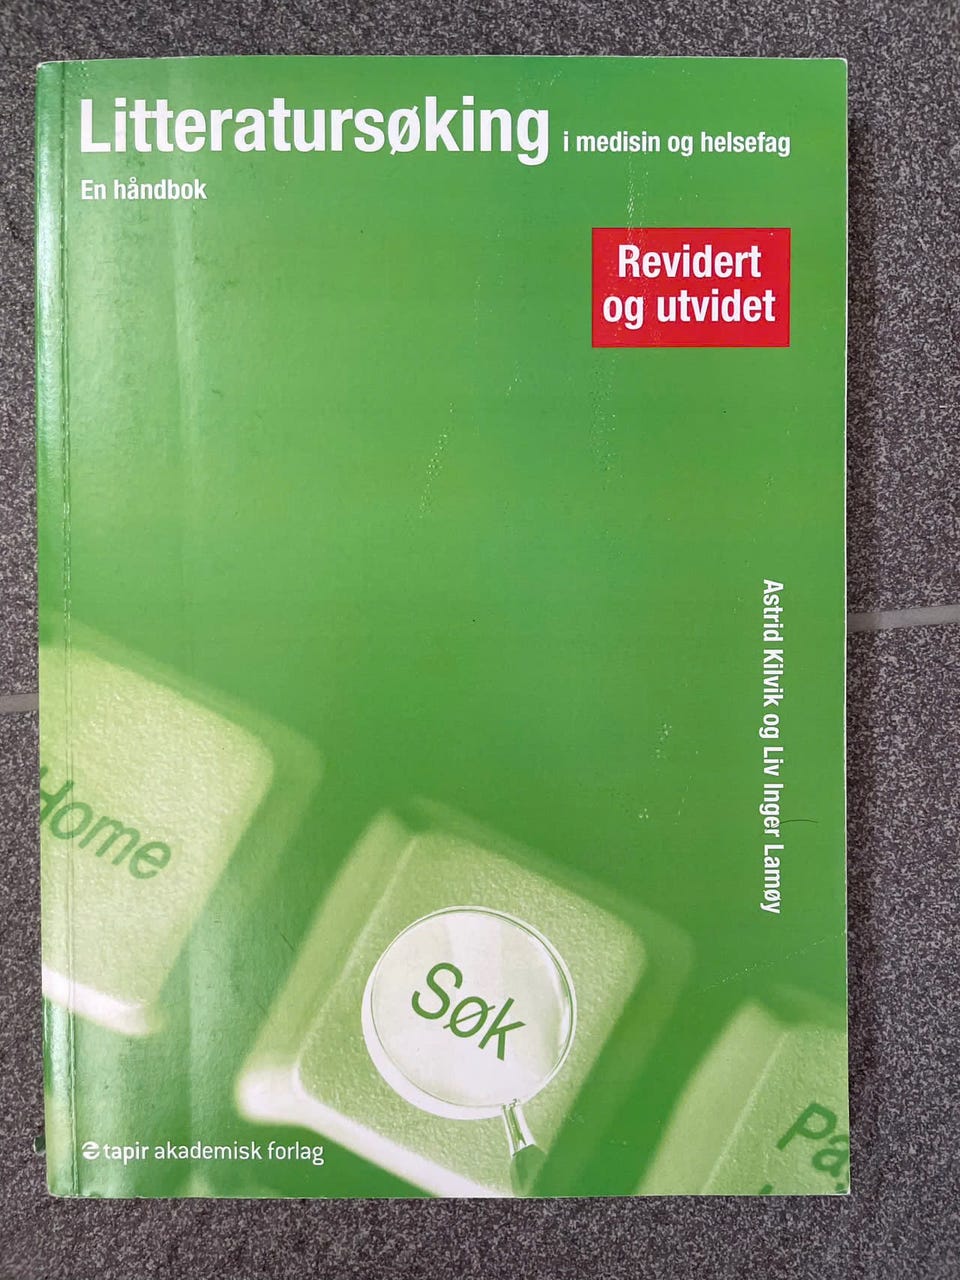 Litteratursøking i medisin og helsefag
En håndbok
Revidert
og utvidet
Astrid Kilvik og Liv Inger Lamøy
Home
Søk
tapir akademisk forlag